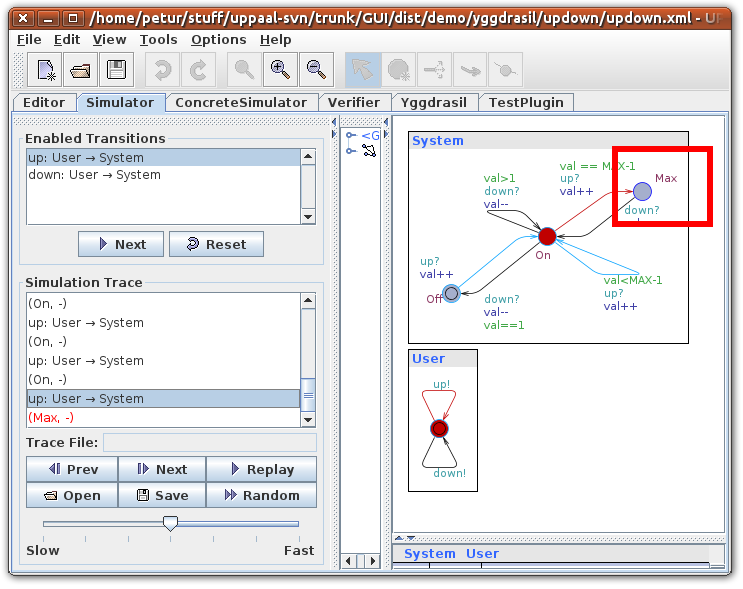 /home/petur/stuff/uppaal-svn/trunk/GUI/dist/demo/yggdrasil/updown/updown.xml - UP
File Edit View Tools Options Help
Editor Simulator ConcreteSimulator Verifier Yggdrasil TestPlugin
Enabled Transitions
up: User → System
down: User → System
Next Reset
Simulation Trace
(On, -)
up: User → System
(On, -)
up: User → System
(On, -)
up: User → System
(Max, -)
Trace File:
Prev Next Replay
Open Save Random
Slow Fast
<G
System
val == MAX-1
up?
val++
Max
val>1
down?
val--
down?
On
up?
val++
Off
down?
val--
val==1
val<MAX-1
up?
val++
User
up!
down!
System User